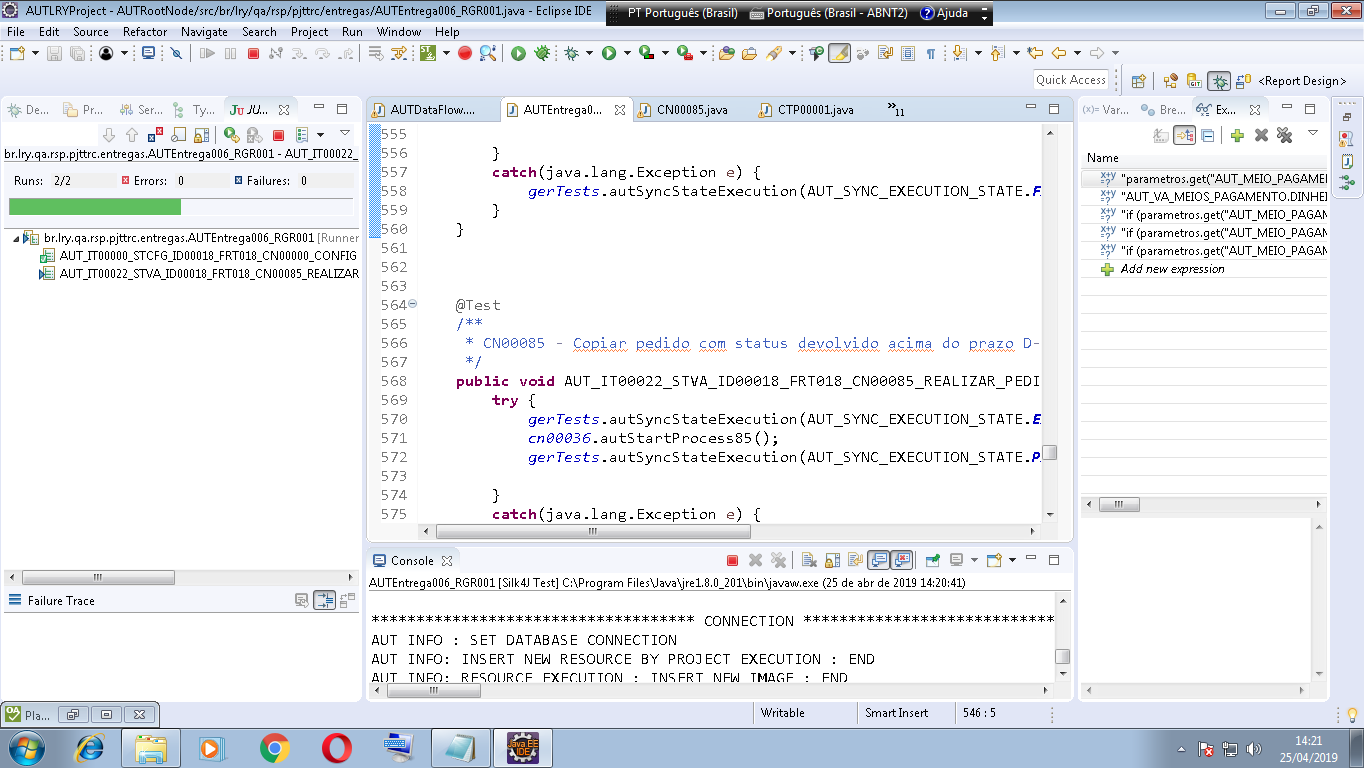 AUTLRYProject - AUTRootNode/src/br/lry/qa/rsp/pjttrc/entregas/AUTEntrega006_RGR001.java - Eclipse IDE
PT Português (Brasil) Português (Brasil - ABNT2) Ajuda
File Edit Source Refactor Navigate Search Project Run Window Help
Quick Access <Report Design>
De... Pr... Ser... Ty... JU...
br.lry.qa.rsp.pjttrc.entregas.AUTEntrega006_RGR001 - AUT_IT00022_
Runs: 2/2 Errors: 0 Failures: 0
br.lry.qa.rsp.pjttrc.entregas.AUTEntrega006_RGR001 [Runner
AUT_IT00000_STCFG_ID00018_FRT018_CN00000_CONFIG
AUT_IT00022_STVA_ID00018_FRT018_CN00085_REALIZAR
Failure Trace
AUTDataFlow.... AUTEntrega0... CN00085.java CTP00001.java »11
555
556 }
557 catch(java.lang.Exception e) {
558 gerTests.autSyncStateExecution(AUT_SYNC_EXECUTION_STATE.F
559 }
560 }
561
562
563
564 @Test
565 /**
566 * CN00085 - Copiar pedido com status devolvido acima do prazo D-
567 */
568 public void AUT_IT00022_STVA_ID00018_FRT018_CN00085_REALIZAR_PEDI
569 try {
570 gerTests.autSyncStateExecution(AUT_SYNC_EXECUTION_STATE.E
571 cn00036.autStartProcess85();
572 gerTests.autSyncStateExecution(AUT_SYNC_EXECUTION_STATE.P
573
574 }
575 catch(java.lang.Exception e) {
Console
AUTEntrega006_RGR001 [Silk4J Test] C:\Program Files\Java\jre1.8.0_201\bin\javaw.exe (25 de abr de 2019 14:20:41)
************************************ CONNECTION ****************************
AUT INFO : SET DATABASE CONNECTION
AUT INFO: INSERT NEW RESOURCE BY PROJECT EXECUTION : END
AUT INFO: RESOURCE EXECUTION : INSERT NEW IMAGE : END
(x)= Var... Bre... Ex...
Name
"parametros.get("AUT_MEIO_PAGAME
"AUT_VA_MEIOS_PAGAMENTO.DINHEI
"if (parametros.get("AUT_MEIO_PAGAM
"if (parametros.get("AUT_MEIO_PAGAM
"if (parametros.get("AUT_MEIO_PAGAM
Add new expression
Pla...
Writable Smart Insert 546 : 5
Java EE IDE
14:21
25/04/2019